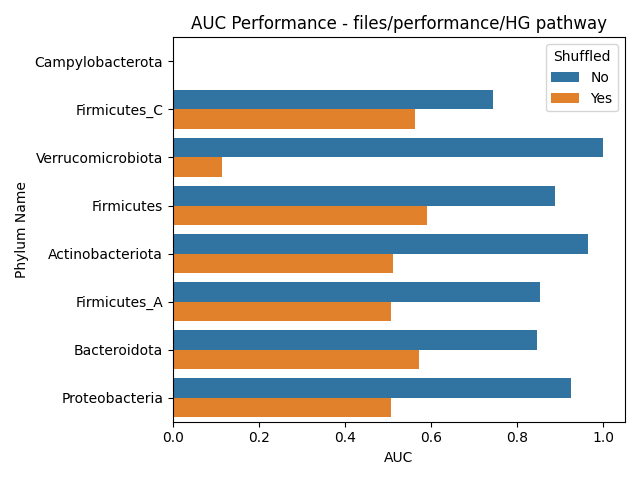 AUC Performance - files/performance/HG pathway
Shuffled
No
Yes
Phylum Name
Campylobacterota
Firmicutes_C
Verrucomicrobiota
Firmicutes
Actinobacteriota
Firmicutes_A
Bacteroidota
Proteobacteria
0.0 0.2 0.4 0.6 0.8 1.0
AUC